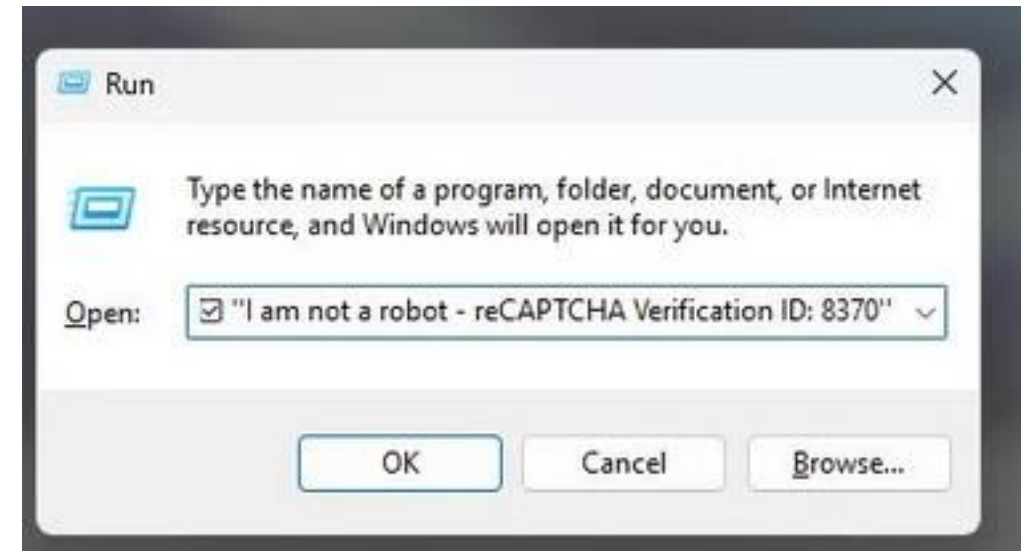 Run
Type the name of a program, folder, document, or Internet
resource, and Windows will open it for you.
Open:
☑ "I am not a robot - reCAPTCHA Verification ID: 8370"
OK
Cancel
Browse...